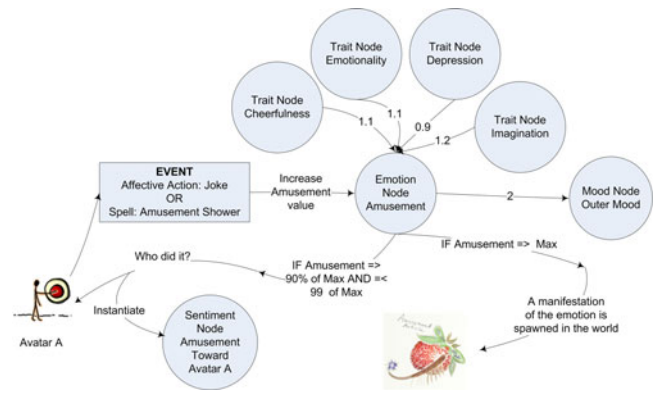 Trait Node
Emotionality
Trait Node
Depression
Trait Node
Cheerfulness
Trait Node
Imagination
1.1
1.1
0.9
1.2
EVENT
Affective Action: Joke
OR
Spell: Amusement Shower
Increase
Amusement
value
Emotion
Node
Amusement
2
Mood Node
Outer Mood
Who did it?
IF Amusement =>
90% of Max AND =<
99 of Max
IF Amusement => Max
Instantiate
Avatar A
Sentiment
Node
Amusement
Toward
Avatar A
A manifestation
of the emotion is
spawned in the world